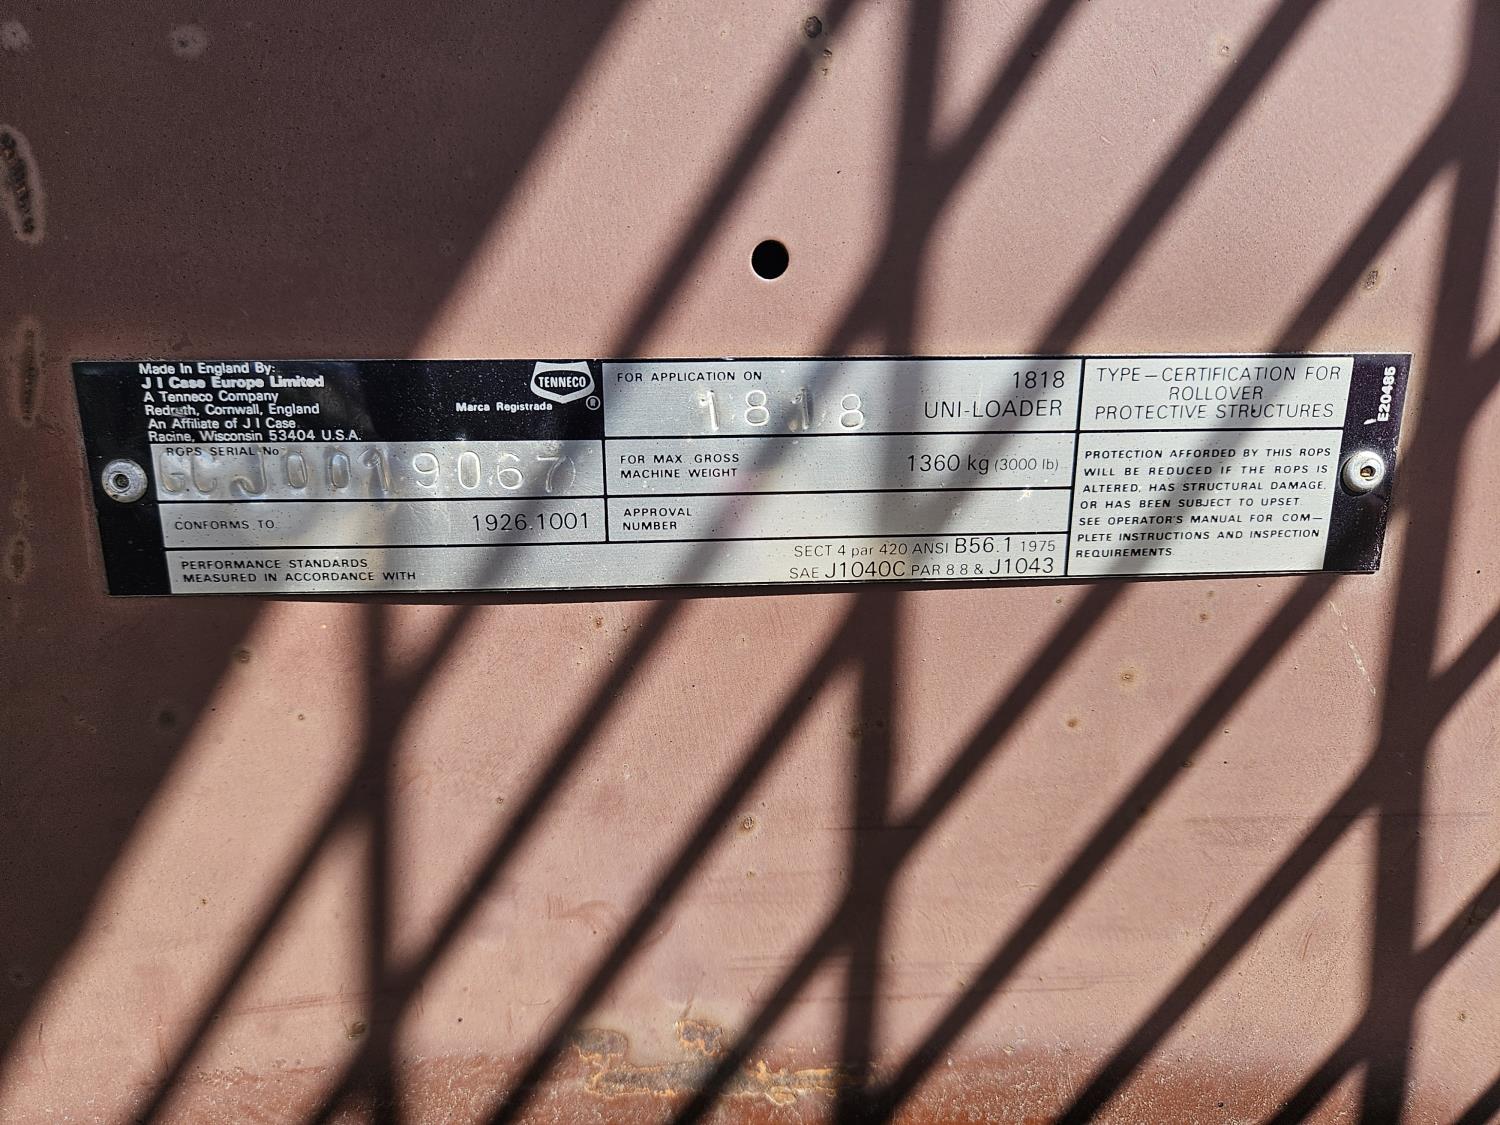 Made In England By:
J I Case Europe Limited
A Tenneco Company
Redruth, Cornwall, England
An Affiliate of J I Case
Racine, Wisconsin 53404 U.S.A.
TENNECO
Marca Registrada ®
ROPS SERIAL No
GCJ0019067
CONFORMS TO 1926.1001
PERFORMANCE STANDARDS
MEASURED IN ACCORDANCE WITH
SECT 4 par 420 ANSI B56.1 1975
SAE J1040C PAR 8.8 & J1043
FOR APPLICATION ON 1818
1818 UNI-LOADER
FOR MAX GROSS
MACHINE WEIGHT 1360 kg (3000 lb)
APPROVAL
NUMBER
TYPE—CERTIFICATION FOR
ROLLOVER
PROTECTIVE STRUCTURES
PROTECTION AFFORDED BY THIS ROPS
WILL BE REDUCED IF THE ROPS IS
ALTERED, HAS STRUCTURAL DAMAGE,
OR HAS BEEN SUBJECT TO UPSET
SEE OPERATOR'S MANUAL FOR COM—
PLETE INSTRUCTIONS AND INSPECTION
REQUIREMENTS
E20485